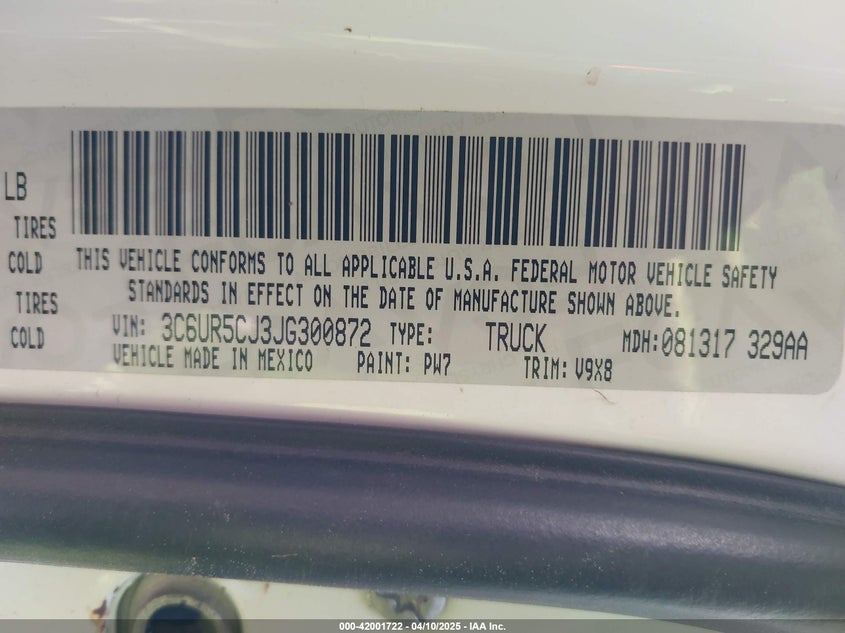 LB
TIRES
COLD
TIRES
COLD
THIS VEHICLE CONFORMS TO ALL APPLICABLE U.S.A. FEDERAL MOTOR VEHICLE SAFETY
STANDARDS IN EFFECT ON THE DATE OF MANUFACTURE SHOWN ABOVE.
VIN: 3C6UR5CJ3JG300872 TYPE: TRUCK MDH:081317 329AA
VEHICLE MADE IN MEXICO PAINT: PW7 TRIM: V9X8
000-42001722 - 04/10/2025 - IAA Inc.